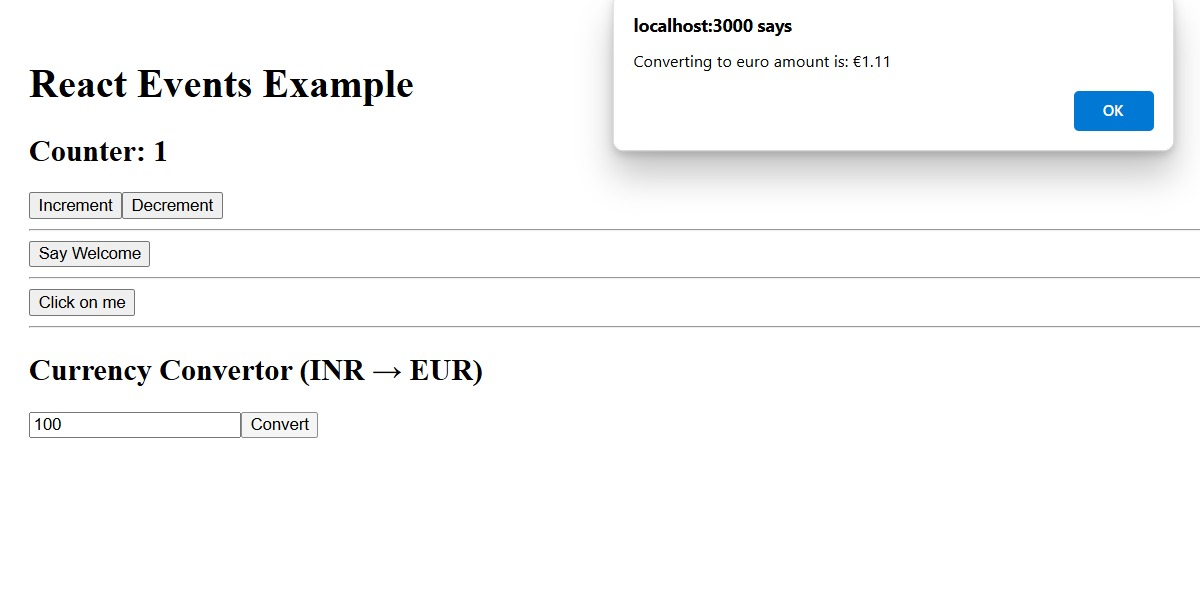 localhost:3000 says
Converting to euro amount is: €1.11
OK
React Events Example
Counter: 1
Increment Decrement
Say Welcome
Click on me
Currency Convertor (INR → EUR)
100 Convert